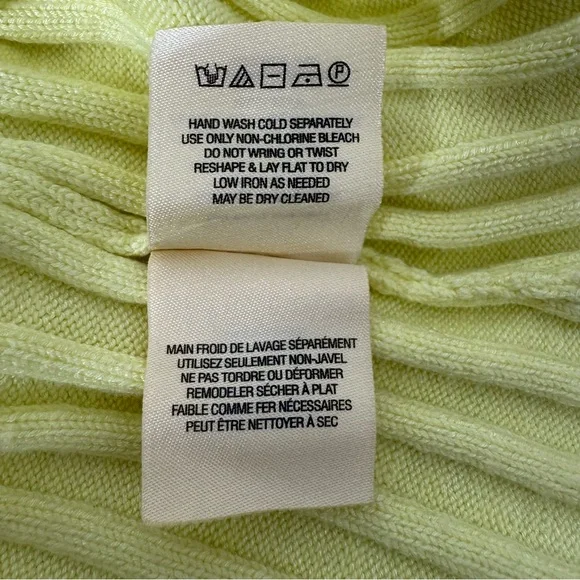 P
HAND WASH COLD SEPARATELY
USE ONLY NON-CHLORINE BLEACH
DO NOT WRING OR TWIST
RESHAPE & LAY FLAT TO DRY
LOW IRON AS NEEDED
MAY BE DRY CLEANED
MAIN FROID DE LAVAGE SÉPARÉMENT
UTILISEZ SEULEMENT NON-JAVEL
NE PAS TORDRE OU DÉFORMER
REMODELER SÉCHER À PLAT
FAIBLE COMME FER NÉCESSAIRES
PEUT ÊTRE NETTOYER À SEC